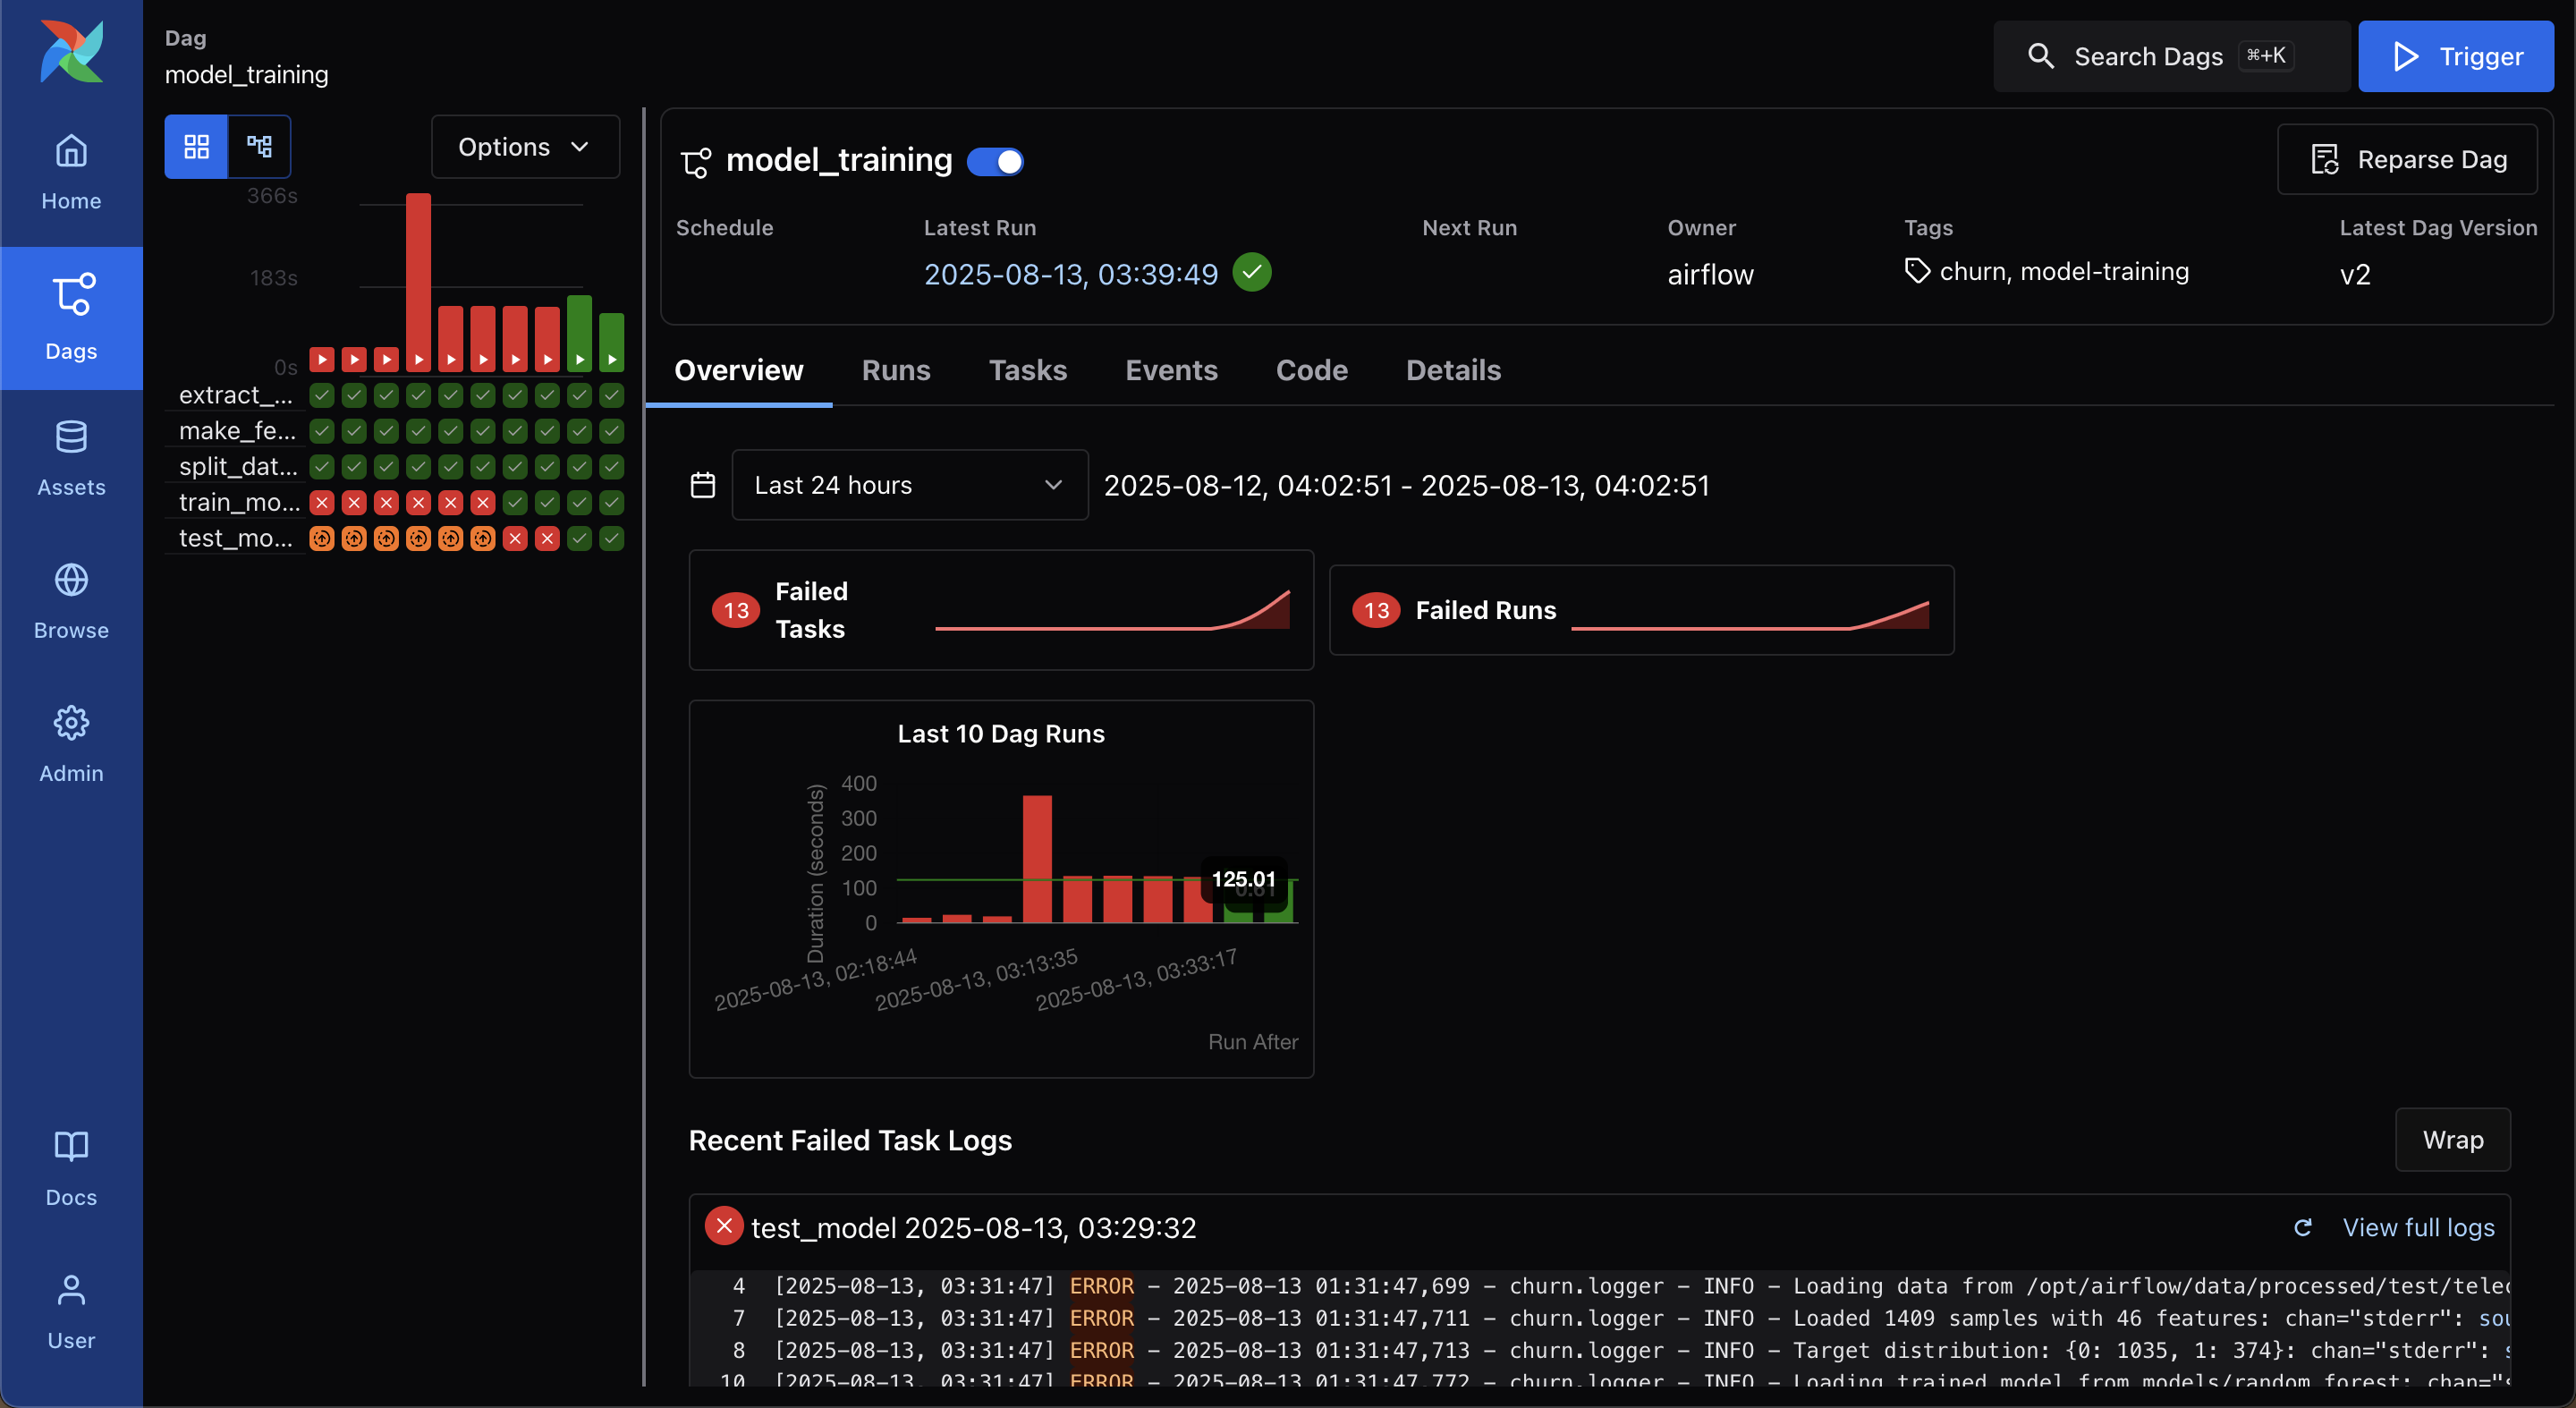 Dag
model_training
Search Dags ⌘+K
Trigger
Home
Dags
Assets
Browse
Admin
Docs
User
Options
366s
183s
0s
extract_...
make_fe...
split_dat...
train_mo...
test_mo...
model_training
Reparse Dag
Schedule
Latest Run
2025-08-13, 03:39:49
Next Run
Owner
airflow
Tags
churn, model-training
Latest Dag Version
v2
Overview Runs Tasks Events Code Details
Last 24 hours 2025-08-12, 04:02:51 - 2025-08-13, 04:02:51
13 Failed
Tasks
13 Failed Runs
Last 10 Dag Runs
Duration (seconds)
400
300
200
100
0
125.01
2025-08-13, 02:18:44
2025-08-13, 03:13:35
2025-08-13, 03:33:17
Run After
Recent Failed Task Logs
Wrap
test_model 2025-08-13, 03:29:32
View full logs
4 [2025-08-13, 03:31:47] ERROR - 2025-08-13 01:31:47,699 - churn.logger - INFO - Loading data from /opt/airflow/data/processed/test/telec
7 [2025-08-13, 03:31:47] ERROR - 2025-08-13 01:31:47,711 - churn.logger - INFO - Loaded 1409 samples with 46 features: chan="stderr": sou
8 [2025-08-13, 03:31:47] ERROR - 2025-08-13 01:31:47,713 - churn.logger - INFO - Target distribution: {0: 1035, 1: 374}: chan="stderr": s
10 [2025-08-13, 03:31:47] ERROR - 2025-08-13 01:31:47,772 - churn.logger - INFO - Loading trained model from models/random_forest: chan="s